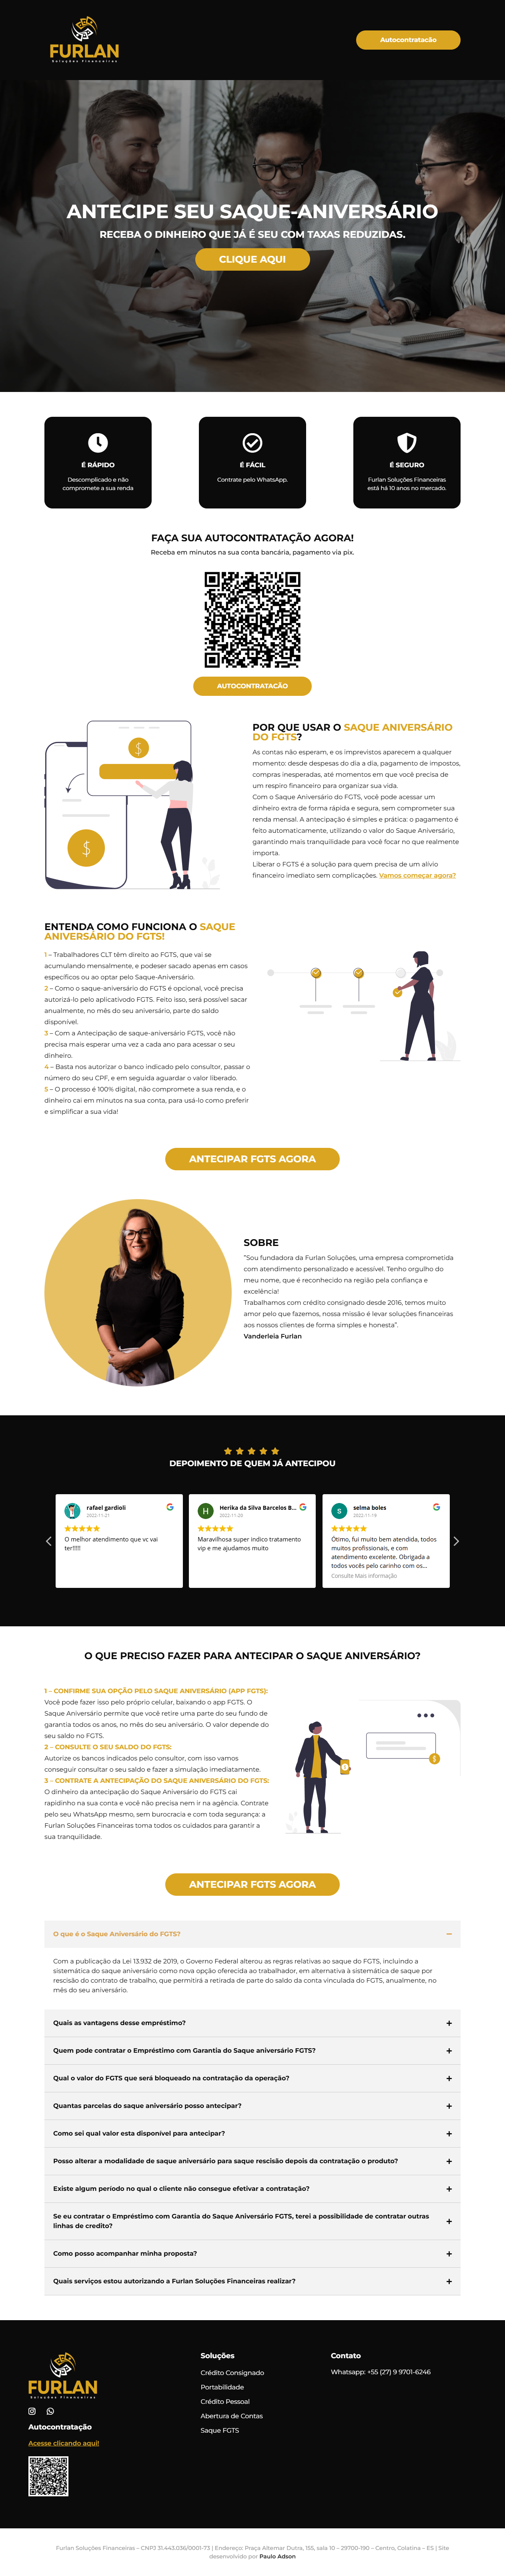 FURLAN
Soluções Financeiras
Autocontratação
ANTECIPE SEU SAQUE-ANIVERSÁRIO
RECEBA O DINHEIRO QUE JÁ É SEU COM TAXAS REDUZIDAS.
CLIQUE AQUI
É RÁPIDO
Descomplicado e não
compromete a sua renda
É FÁCIL
Contrate pelo WhatsApp.
É SEGURO
Furlan Soluções Financeiras
está há 10 anos no mercado.
FAÇA SUA AUTOCONTRATAÇÃO AGORA!
Receba em minutos na sua conta bancária, pagamento via pix.
AUTOCONTRATACÃO
POR QUE USAR O SAQUE ANIVERSÁRIO
DO FGTS?
As contas não esperam, e os imprevistos aparecem a qualquer
momento: desde despesas do dia a dia, pagamento de impostos,
compras inesperadas, até momentos em que você precisa de
um respiro financeiro para organizar sua vida.
Com o Saque Aniversário do FGTS, você pode acessar um
dinheiro extra de forma rápida e segura, sem comprometer sua
renda mensal. A antecipação é simples e prática: o pagamento é
feito automaticamente, utilizando o valor do Saque Aniversário,
garantindo mais tranquilidade para você focar no que realmente
importa.
Liberar o FGTS é a solução para quem precisa de um alívio
financeiro imediato sem complicações. Vamos começar agora?
ENTENDA COMO FUNCIONA O SAQUE
ANIVERSÁRIO DO FGTS!
1 – Trabalhadores CLT têm direito ao FGTS, que vai se
acumulando mensalmente, e podeser sacado apenas em casos
específicos ou ao optar pelo Saque-Aniversário.
2 – Como o saque-aniversário do FGTS é opcional, você precisa
autorizá-lo pelo aplicativodo FGTS. Feito isso, será possível sacar
anualmente, no mês do seu aniversário, parte do saldo
disponível.
3 – Com a Antecipação de saque-aniversário FGTS, você não
precisa mais esperar uma vez a cada ano para acessar o seu
dinheiro.
4 – Basta nos autorizar o banco indicado pelo consultor, passar o
número do seu CPF, e em seguida aguardar o valor liberado.
5 – O processo é 100% digital, não compromete a sua renda, e o
dinheiro cai em minutos na sua conta, para usá-lo como preferir
e simplificar a sua vida!
ANTECIPAR FGTS AGORA
SOBRE
"Sou fundadora da Furlan Soluções, uma empresa comprometida
com atendimento personalizado e acessível. Tenho orgulho do
meu nome, que é reconhecido na região pela confiança e
excelência!
Trabalhamos com crédito consignado desde 2016, temos muito
amor pelo que fazemos, nossa missão é levar soluções financeiras
aos nossos clientes de forma simples e honesta".
Vanderleia Furlan
DEPOIMENTO DE QUEM JÁ ANTECIPOU
rafael gardioli
2022-11-21
O melhor atendimento que vc vai
ter!!!!!
H
Herika da Silva Barcelos B...
2022-11-26
Maravilhosa super indico tratamento
vip e me ajudamos muito
s
selma boles
2022-11-19
Ótimo, fui muito bem atendida, todos
muitos profissionais, e com
atendimento excelente. Obrigada a
todos vocês pelo carinho com os...
Consulte Mais informação
O QUE PRECISO FAZER PARA ANTECIPAR O SAQUE ANIVERSÁRIO?
1 – CONFIRME SUA OPÇÃO PELO SAQUE ANIVERSÁRIO (APP FGTS):
Você pode fazer isso pelo próprio celular, baixando o app FGTS. O
Saque Aniversário permite que você retire uma parte do seu fundo de
garantia todos os anos, no mês do seu aniversário. O valor depende do
seu saldo no FGTS.
2 – CONSULTE O SEU SALDO DO FGTS:
Autorize os bancos indicados pelo consultor, com isso vamos
conseguir consultar o seu saldo e fazer a simulação imediatamente.
3 – CONTRATE A ANTECIPAÇÃO DO SAQUE ANIVERSÁRIO DO FGTS:
O dinheiro da antecipação do Saque Aniversário do FGTS cai
rapidinho na sua conta e você não precisa nem ir na agência. Contrate
pelo seu WhatsApp mesmo, sem burocracia e com toda segurança: a
Furlan Soluções Financeiras toma todos os cuidados para garantir a
sua tranquilidade.
ANTECIPAR FGTS AGORA
O que é o Saque Aniversário do FGTS?
Com a publicação da Lei 13.932 de 2019, o Governo Federal alterou as regras relativas ao saque do FGTS, incluindo a
sistemática do saque aniversário como nova opção oferecida ao trabalhador, em alternativa à sistemática de saque por
rescisão do contrato de trabalho, que permitirá a retirada de parte do saldo da conta vinculada do FGTS, anualmente, no
mês do seu aniversário.
Quais as vantagens desse empréstimo?
Quem pode contratar o Empréstimo com Garantia do Saque aniversário FGTS?
Qual o valor do FGTS que será bloqueado na contratação da operação?
Quantas parcelas do saque aniversário posso antecipar?
Como sei qual valor esta disponível para antecipar?
Posso alterar a modalidade de saque aniversário para saque rescisão depois da contratação o produto?
Existe algum período no qual o cliente não consegue efetivar a contratação?
Se eu contratar o Empréstimo com Garantia do Saque Aniversário FGTS, terei a possibilidade de contratar outras
linhas de credito?
Como posso acompanhar minha proposta?
Quais serviços estou autorizando a Furlan Soluções Financeiras realizar?
FURLAN
Soluções Financeiras
Autocontratação
Acesse clicando aqui!
Soluções
Crédito Consignado
Portabilidade
Crédito Pessoal
Abertura de Contas
Saque FGTS
Contato
Whatsapp: +55 (27) 9 9701-6246
Furlan Soluções Financeiras – CNPJ 31.443.036/0001-73 | Endereço: Praça Altemar Dutra, 155, sala 10 – 29700-190 – Centro, Colatina – ES | Site
desenvolvido por Paulo Adson